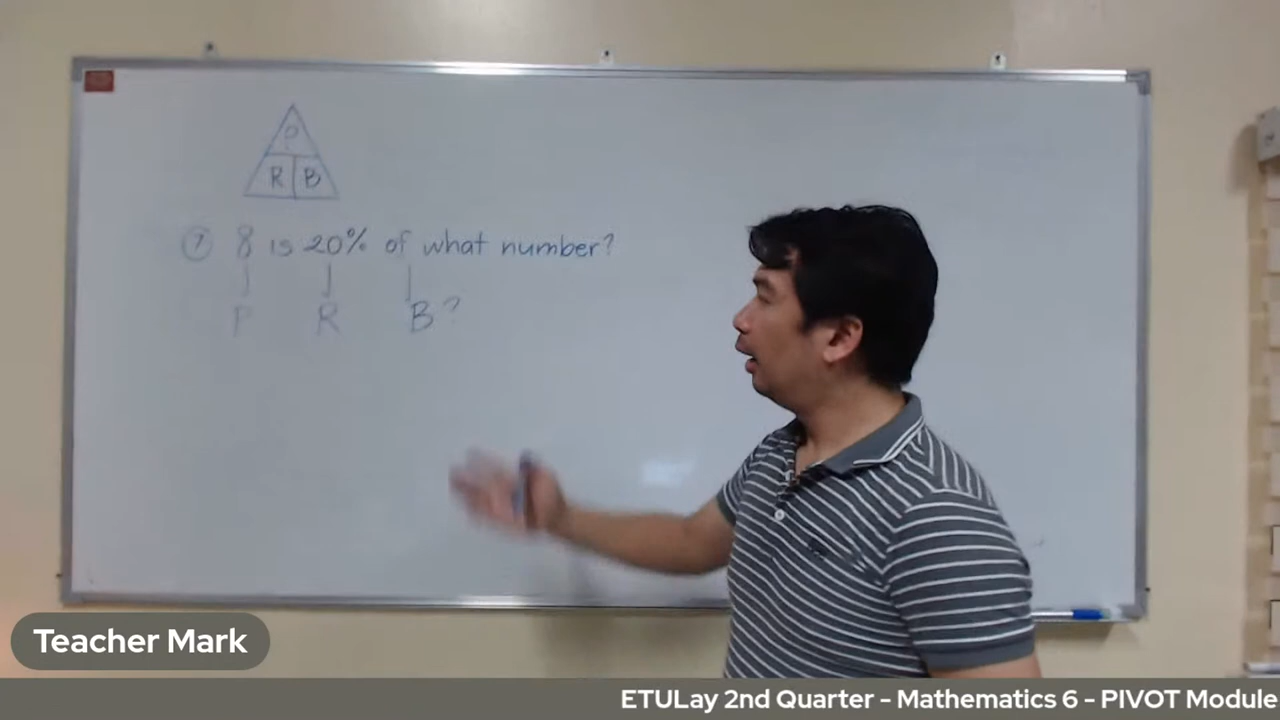 P
R B
7 8 is 20% of what number?
P R B?
Teacher Mark
ETULay 2nd Quarter - Mathematics 6 - PIVOT Module